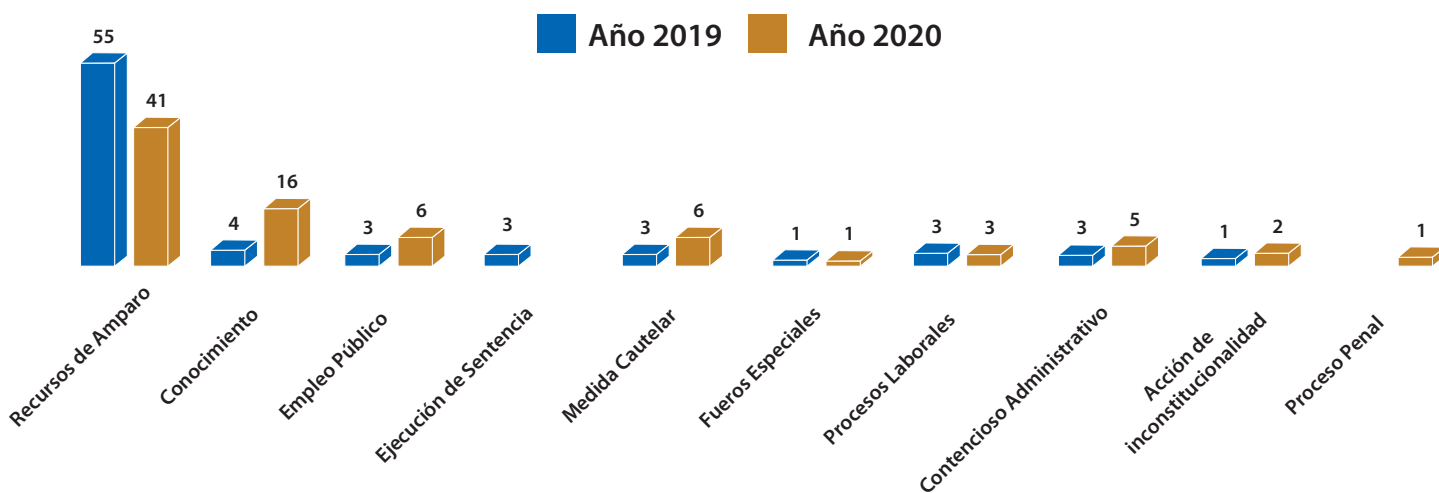 Año 2019 Año 2020
55
41
4
16
3
6
3
3
6
1
1
3
3
3
5
1
2
1
Recursos de Amparo
Conocimiento
Empleo Público
Ejecución de Sentencia
Medida Cautelar
Fueros Especiales
Procesos Laborales
Contencioso Administrativo
Acción de
inconstitucionalidad
Proceso Penal